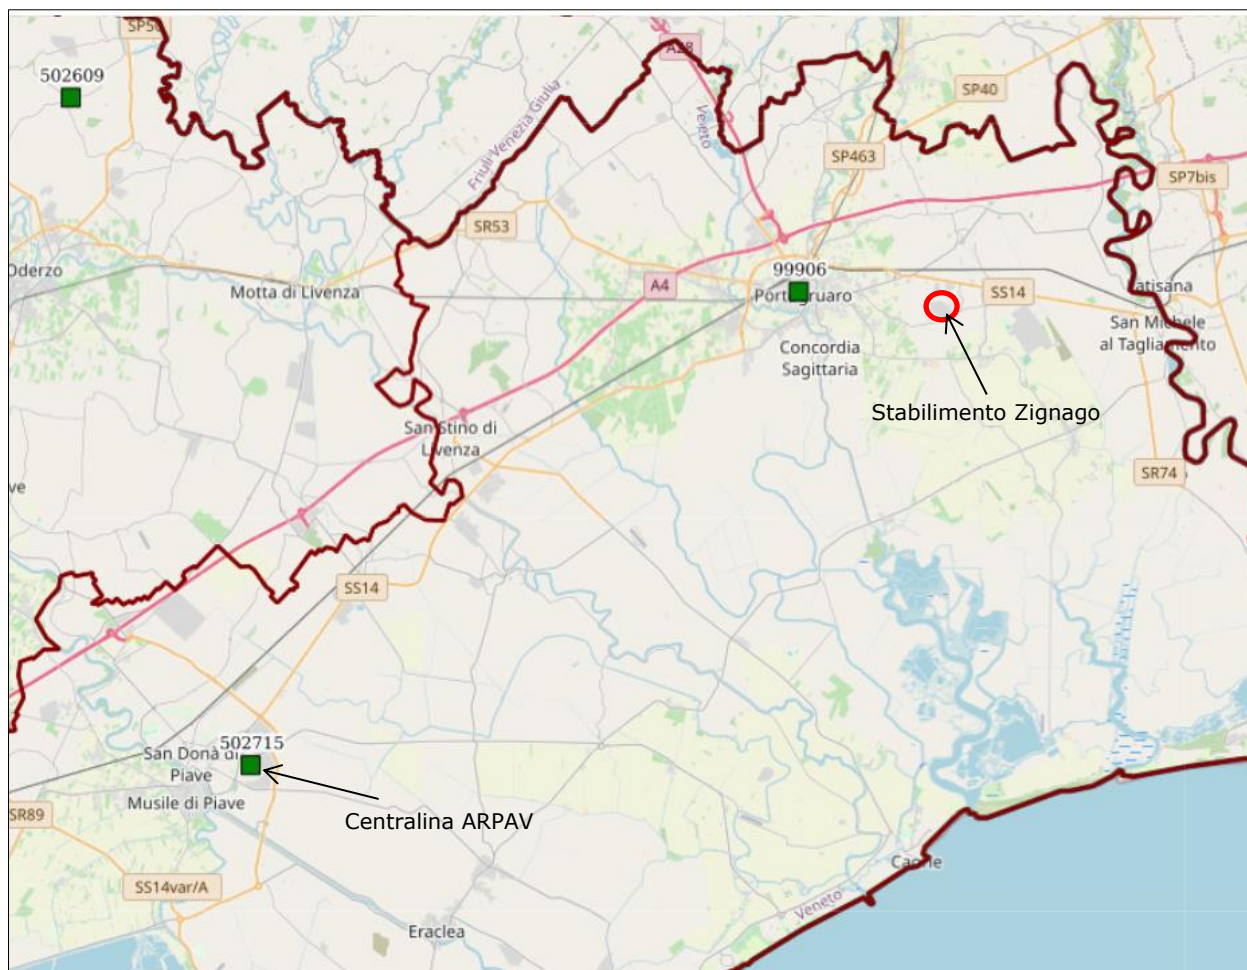 SP50
A28
502609
SP40
Friuli Venezia Giulia
Veneto
SP463
SP7bis
SR53
Oderzo
99906
Motta di Livenza
A4
Portogruaro
SS14
Latisana
San Michele
al Tagliamento
Concordia
Sagittaria
Stabilimento Zignago
San Stino di
Livenza
SR74
ve
SS14
502715
San Donà di
Piave
Musile di Piave
SR89
Centralina ARPAV
Caorle
SS14var/A
Veneto
Eraclea